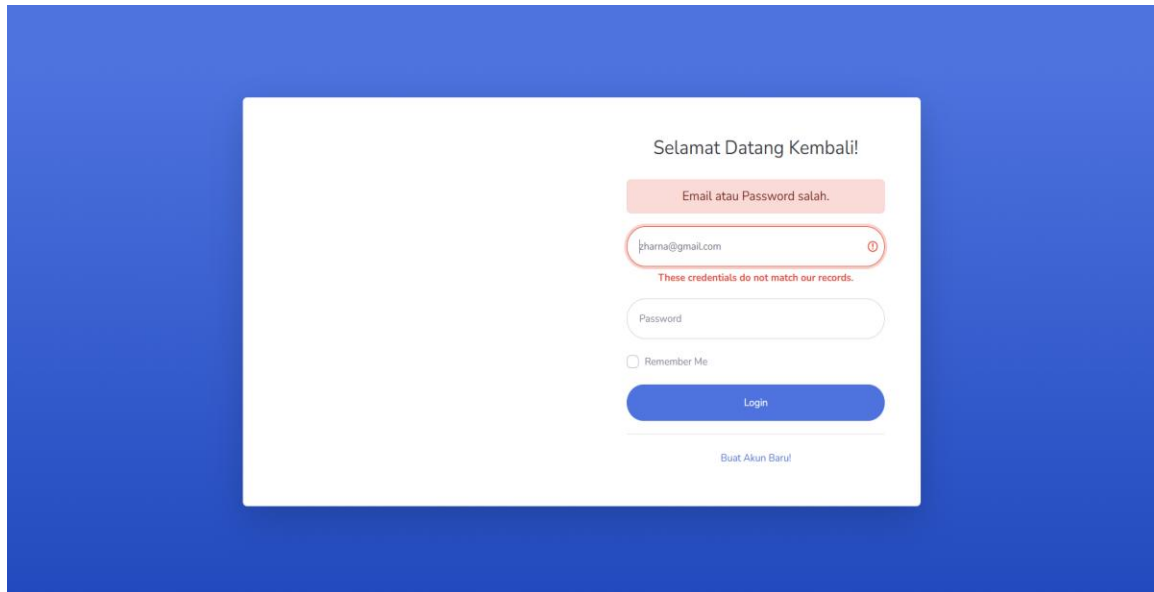 Selamat Datang Kembali!
Email atau Password salah.
zharna@gmail.com
These credentials do not match our records.
Password
Remember Me
Login
Buat Akun Baru!